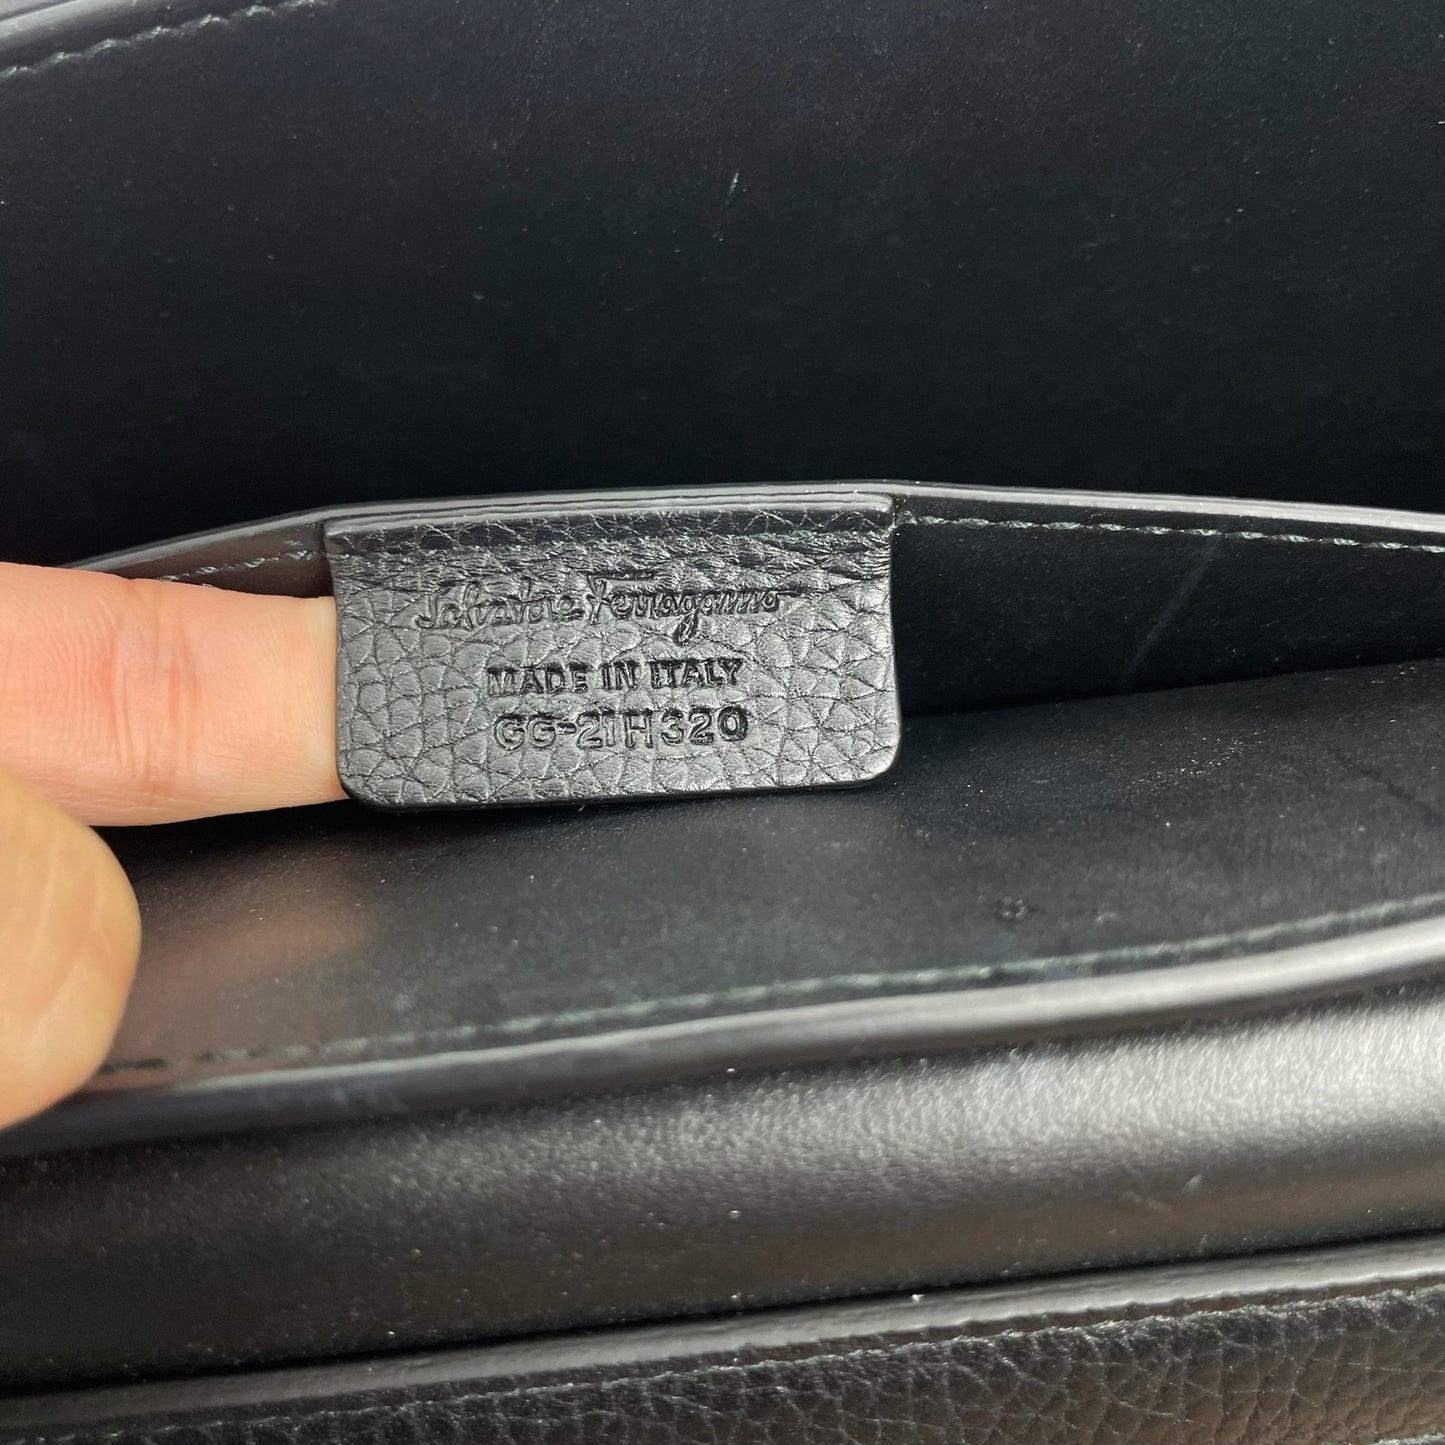 Salvatore Ferragamo
MADE IN ITALY
GG-21H320